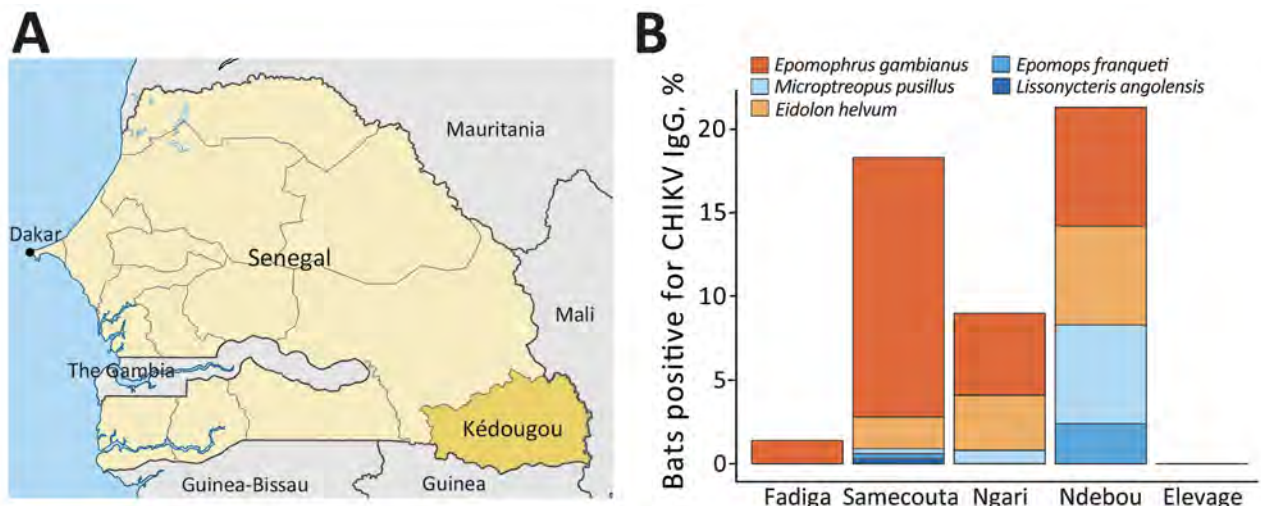 A
Mauritania
Dakar
Senegal
Mali
The Gambia
Kédougou
Guinea-Bissau
Guinea
B
Epomophrus gambianus
Epomops franqueti
Microptreopus pusillus
Lissonycteris angolensis
Eidolon helvum
Bats positive for CHIKV IgG, %
20
15
10
5
0
Fadiga Samecouta Ngari Ndebou Elevage